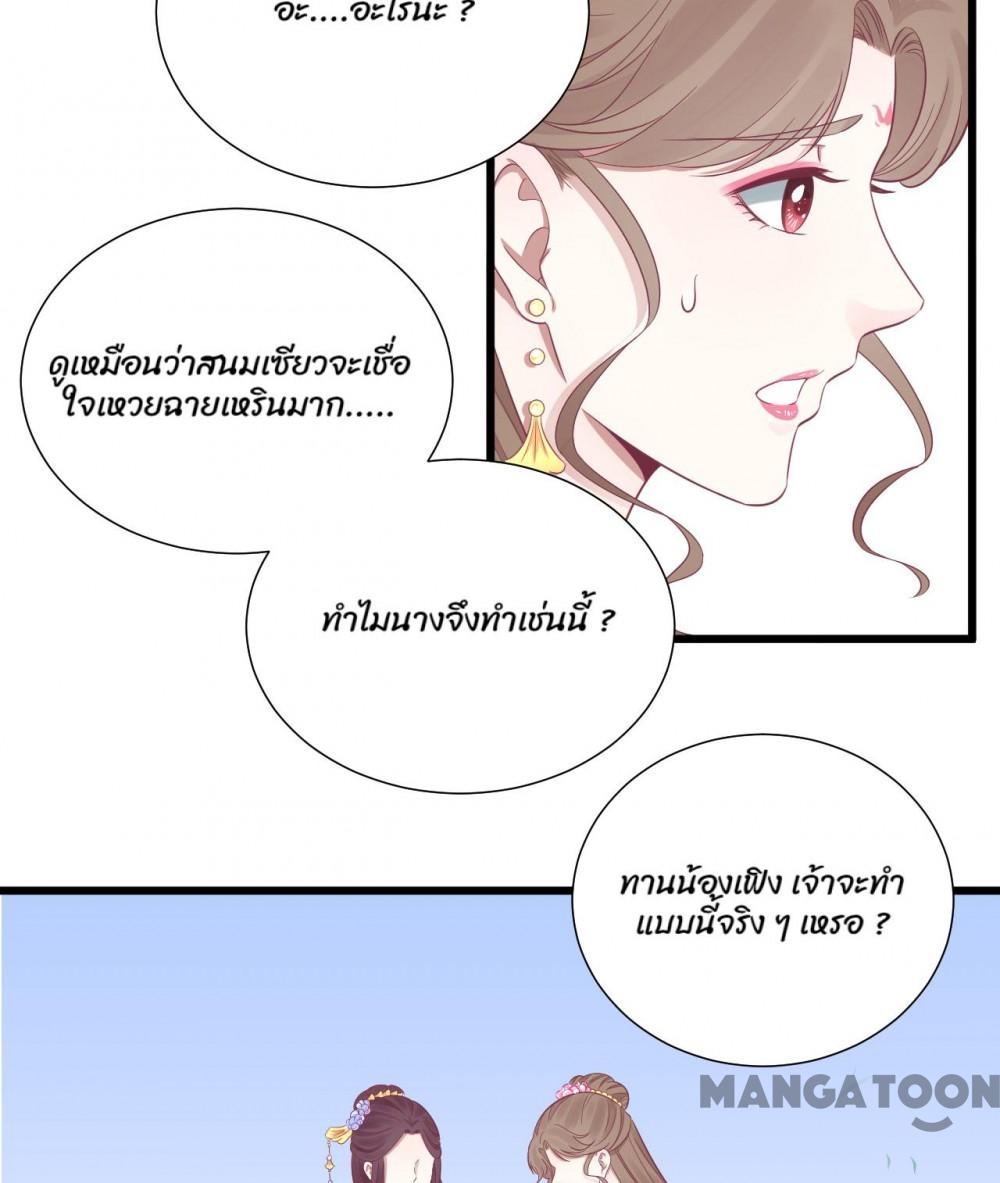 อะ....อะไรนะ ?
ดูเหมือนว่าสนมเซียวจะเชื่อ
ใจเหวยฉายเหรินมาก.....
ทำไมนางจึงทำเช่นนี้ ?
ทานน้องเฟิง เจ้าจะทำ
แบบนี้จริง ๆ เหรอ ?
MANGATOON